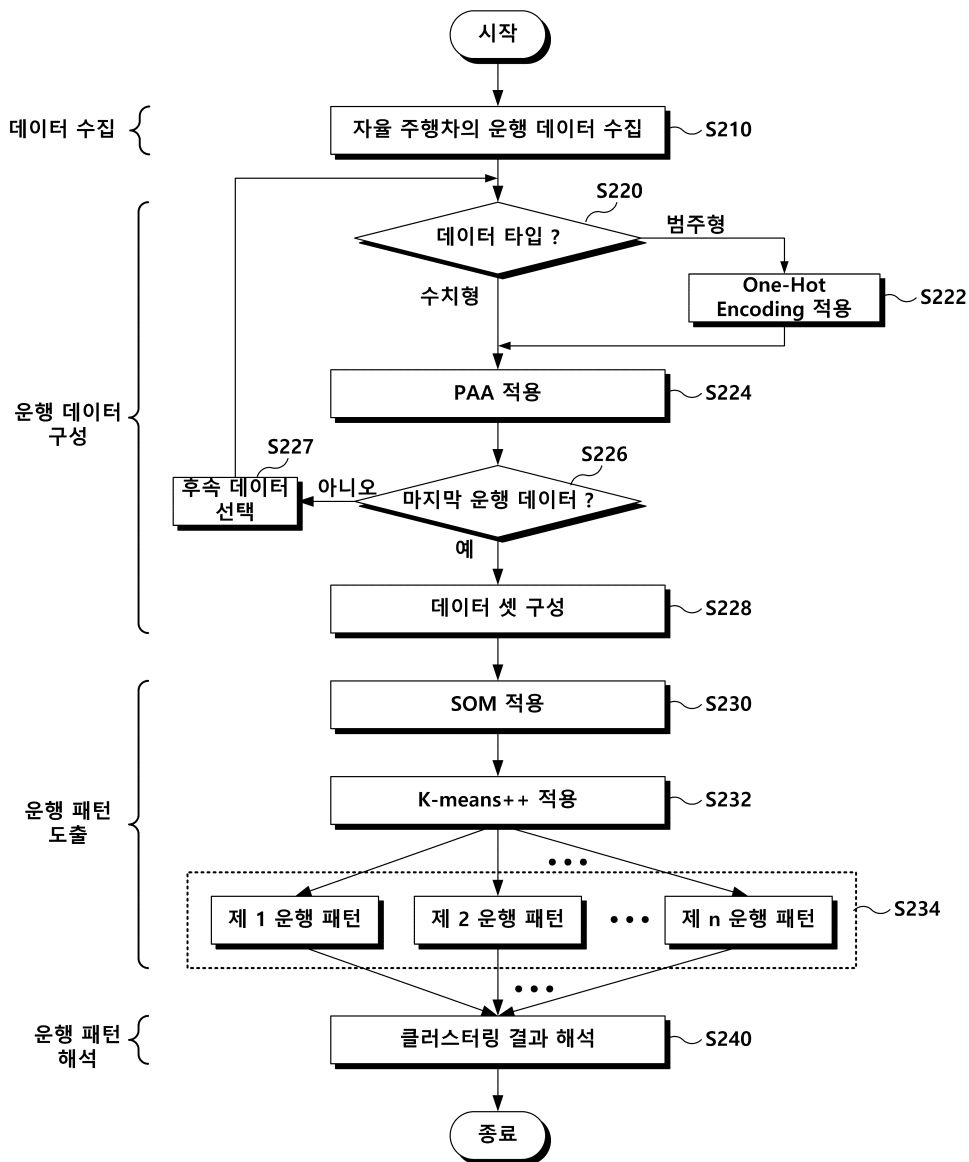 시작
데이터 수집
자율 주행차의 운행 데이터 수집
S210
S220
데이터 타입 ?
범주형
수치형
One-Hot
Encoding 적용
S222
PAA 적용
S224
운행 데이터
구성
S227
S226
후속 데이터
선택
아니오
마지막 운행 데이터 ?
예
데이터 셋 구성
S228
SOM 적용
S230
K-means++ 적용
S232
운행 패턴
도출
•••
제 1 운행 패턴
제 2 운행 패턴
•••
제 n 운행 패턴
S234
•••
운행 패턴
해석
클러스터링 결과 해석
S240
종료